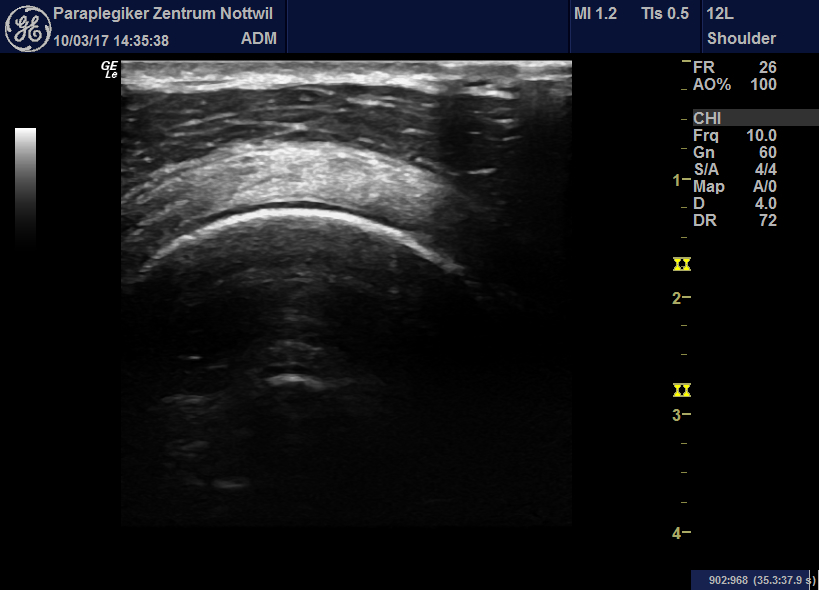 Paraplegiker Zentrum Nottwil
10/03/17 14:35:38 ADM
MI 1.2 TIs 0.5
12L
Shoulder
GE
Le
FR 26
AO% 100
CHI
Frq 10.0
Gn 60
S/A 4/4
Map A/0
D 4.0
DR 72
1
2
3
4
902:968 (35.3:37.9 s)